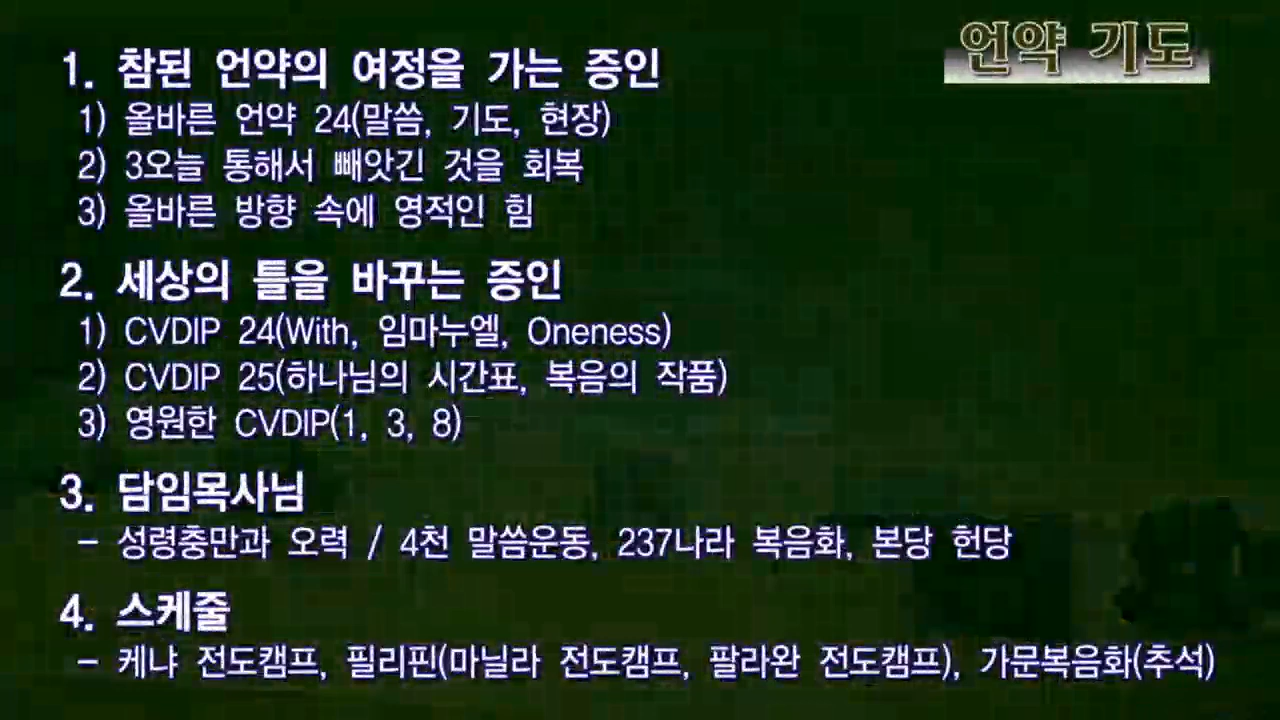 언약 기도
1. 참된 언약의 여정을 가는 증인
1) 올바른 언약 24(말씀, 기도, 현장)
2) 3오늘 통해서 빼앗긴 것을 회복
3) 올바른 방향 속에 영적인 힘
2. 세상의 틀을 바꾸는 증인
1) CVDIP 24(With, 임마누엘, Oneness)
2) CVDIP 25(하나님의 시간표, 복음의 작품)
3) 영원한 CVDIP(1, 3, 8)
3. 담임목사님
- 성령충만과 오력 / 4천 말씀운동, 237나라 복음화, 본당 헌당
4. 스케줄
- 케냐 전도캠프, 필리핀(마닐라 전도캠프, 팔라완 전도캠프), 가문복음화(추석)